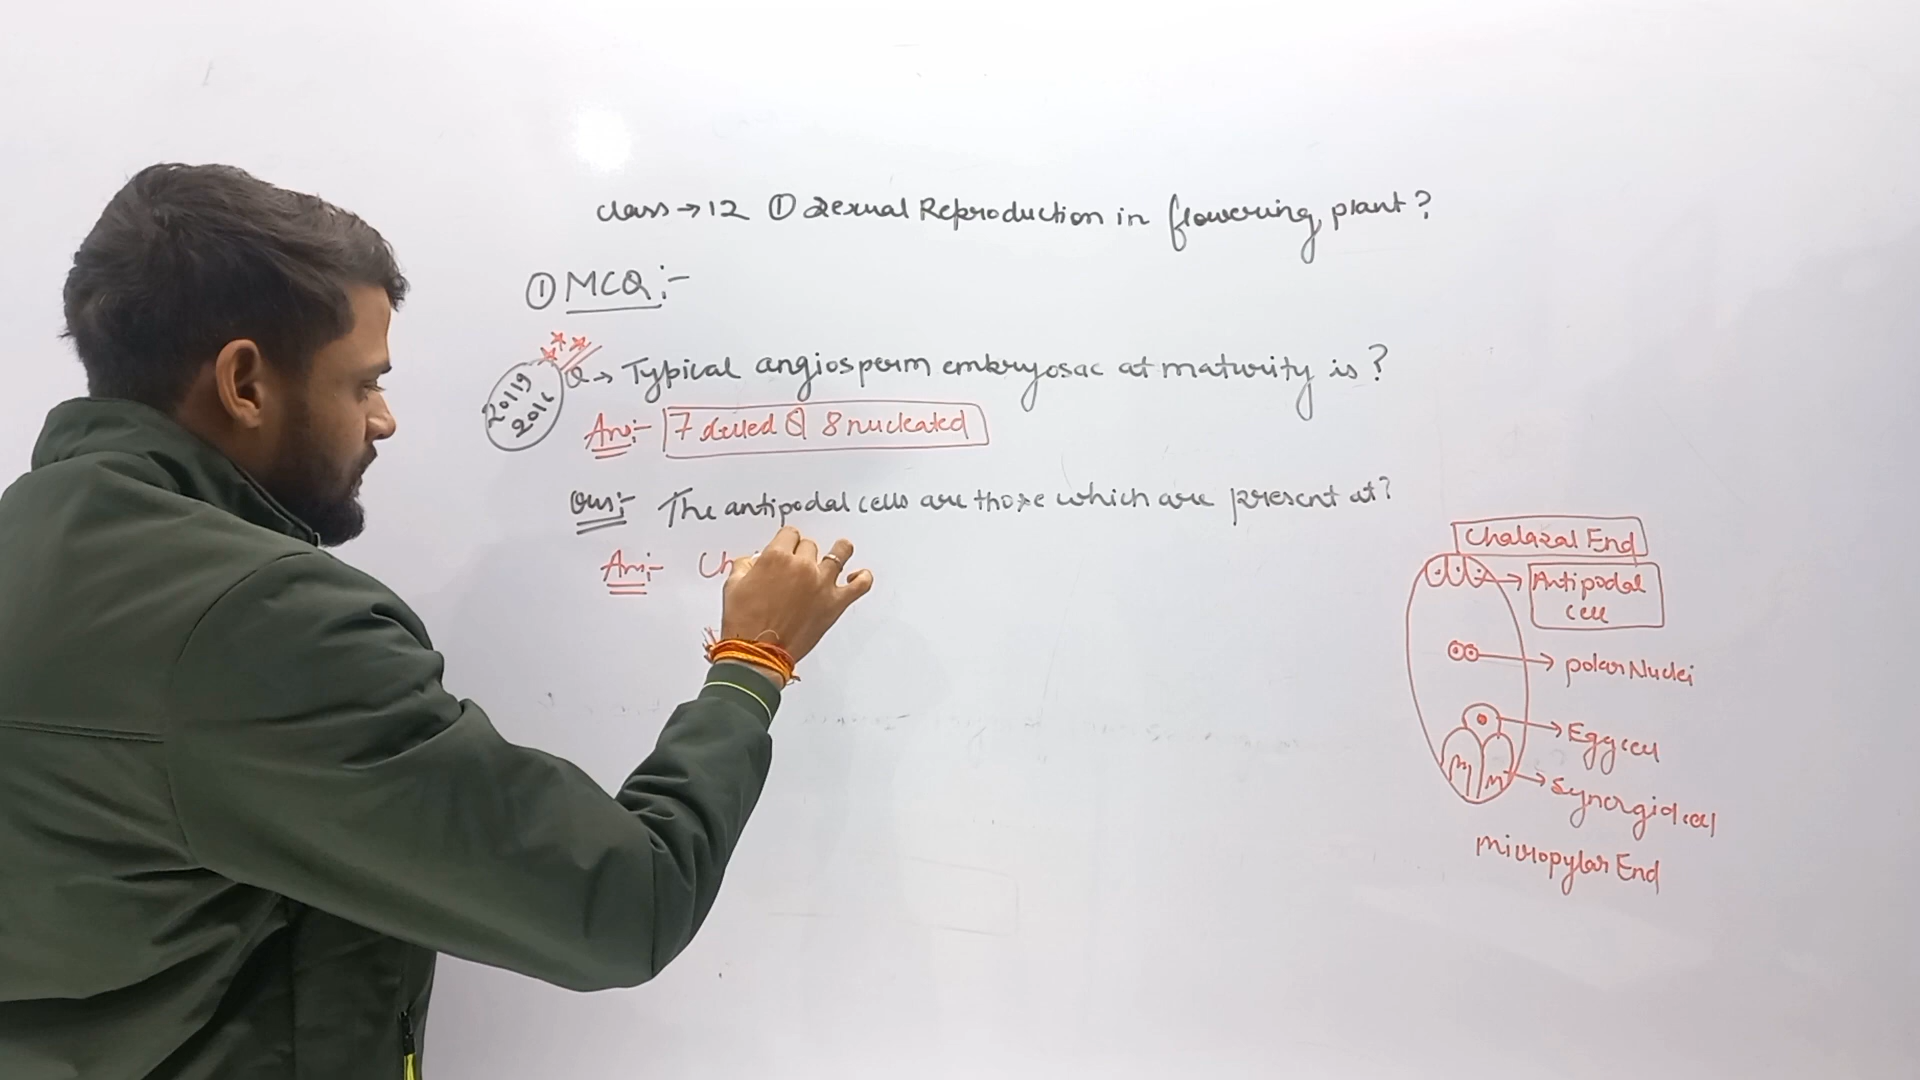 class → 12 ① Sexual Reproduction in flowering plant?
① MCQ:-
20119
2016
Q → Typical angiosperm embryosac at maturity is?
Ans:- 7 celled & 8 nucleated
Ques:- The antipodal cells are those which are present at?
Ans:- Ch
Chalazal End
Antipodal
cell
polar Nuclei
Egg cell
Synergid cell
Micropylar End